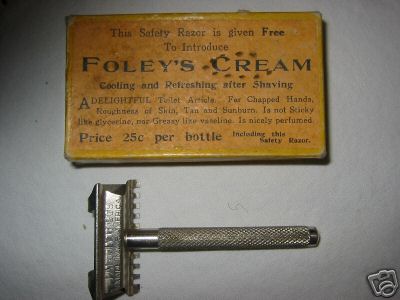 This Safety Razor is given Free
To Introduce
FOLEY'S CREAM
Cooling and Refreshing after Shaving
A DELIGHTFUL Toilet Article. For Chapped Hands,
Roughness of Skin, Tan and Sunburn. Is not Sticky
like glycerine, nor Greasy like vaseline. Is nicely perfumed
Price 25c per bottle Including this
Safety Razor.